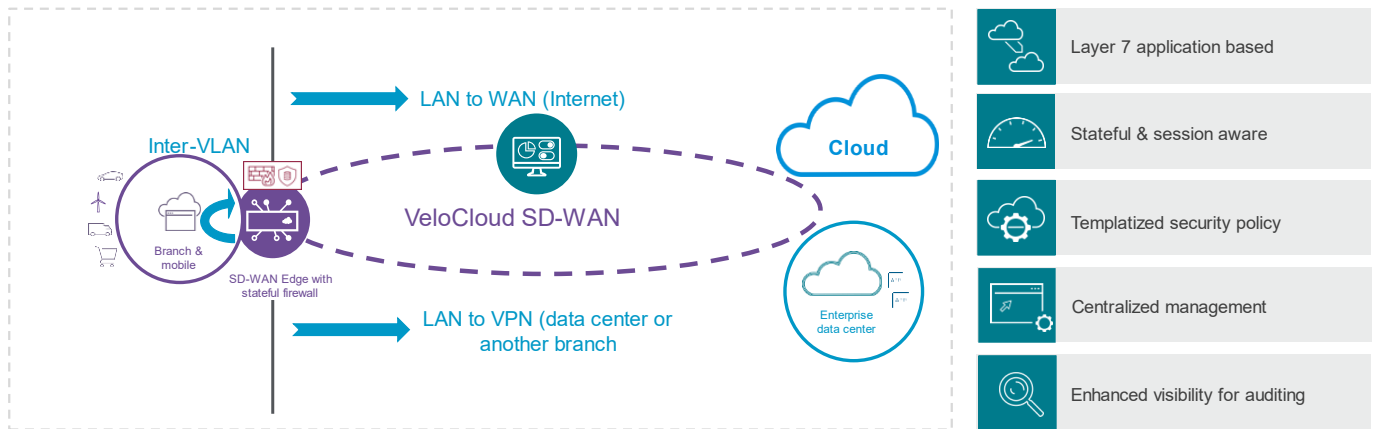 LAN to WAN (Internet)
Inter-VLAN
Cloud
VeloCloud SD-WAN
Branch &
mobile
SD-WAN Edge with
stateful firewall
Enterprise
data center
LAN to VPN (data center or
another branch
Layer 7 application based
Stateful & session aware
Templatized security policy
Centralized management
Enhanced visibility for auditing